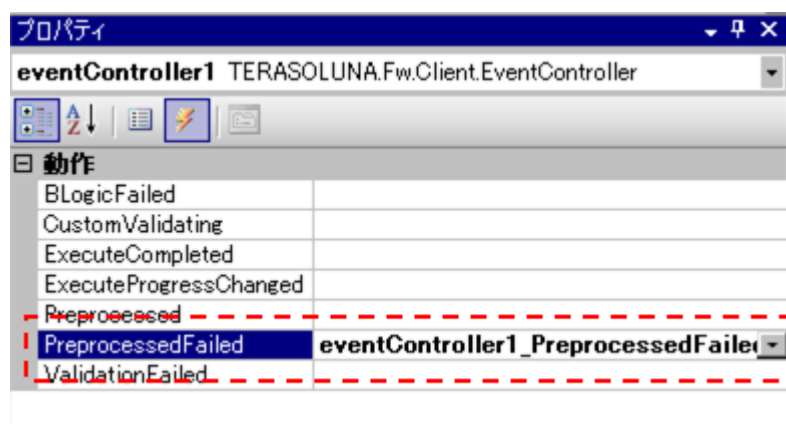 プロパティ
eventController1 TERASOLUNA.Fw.Client.EventController
動作
BLogicFailed
CustomValidating
ExecuteCompleted
ExecuteProgressChanged
Preprocessed
PreprocessedFailed eventController1_PreprocessedFailed
ValidationFailed